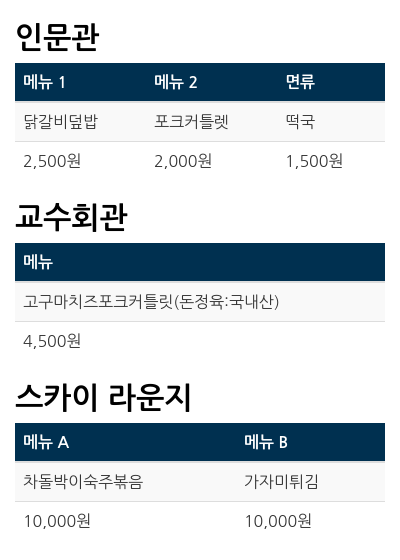 인문관
메뉴 1 메뉴 2 면류
닭갈비덮밥 포크커틀렛 떡국
2,500원 2,000원 1,500원
교수회관
메뉴
고구마치즈포크커틀릿(돈정육:국내산)
4,500원
스카이 라운지
메뉴 A 메뉴 B
차돌박이숙주볶음 가자미튀김
10,000원 10,000원